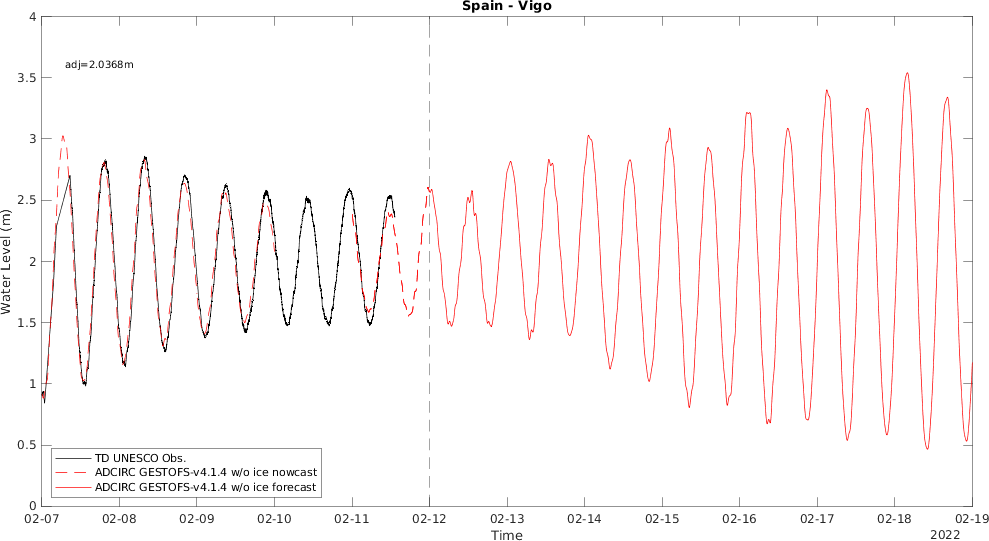 Spain - Vigo
4
adj=2.0368m
3.5
3
2.5
2
1.5
1
0.5
0
Water Level (m)
TD UNESCO Obs.
ADCIRC GESTOFS-v4.1.4 w/o ice nowcast
ADCIRC GESTOFS-v4.1.4 w/o ice forecast
02-07 02-08 02-09 02-10 02-11 02-12 02-13 02-14 02-15 02-16 02-17 02-18 02-19
Time
2022